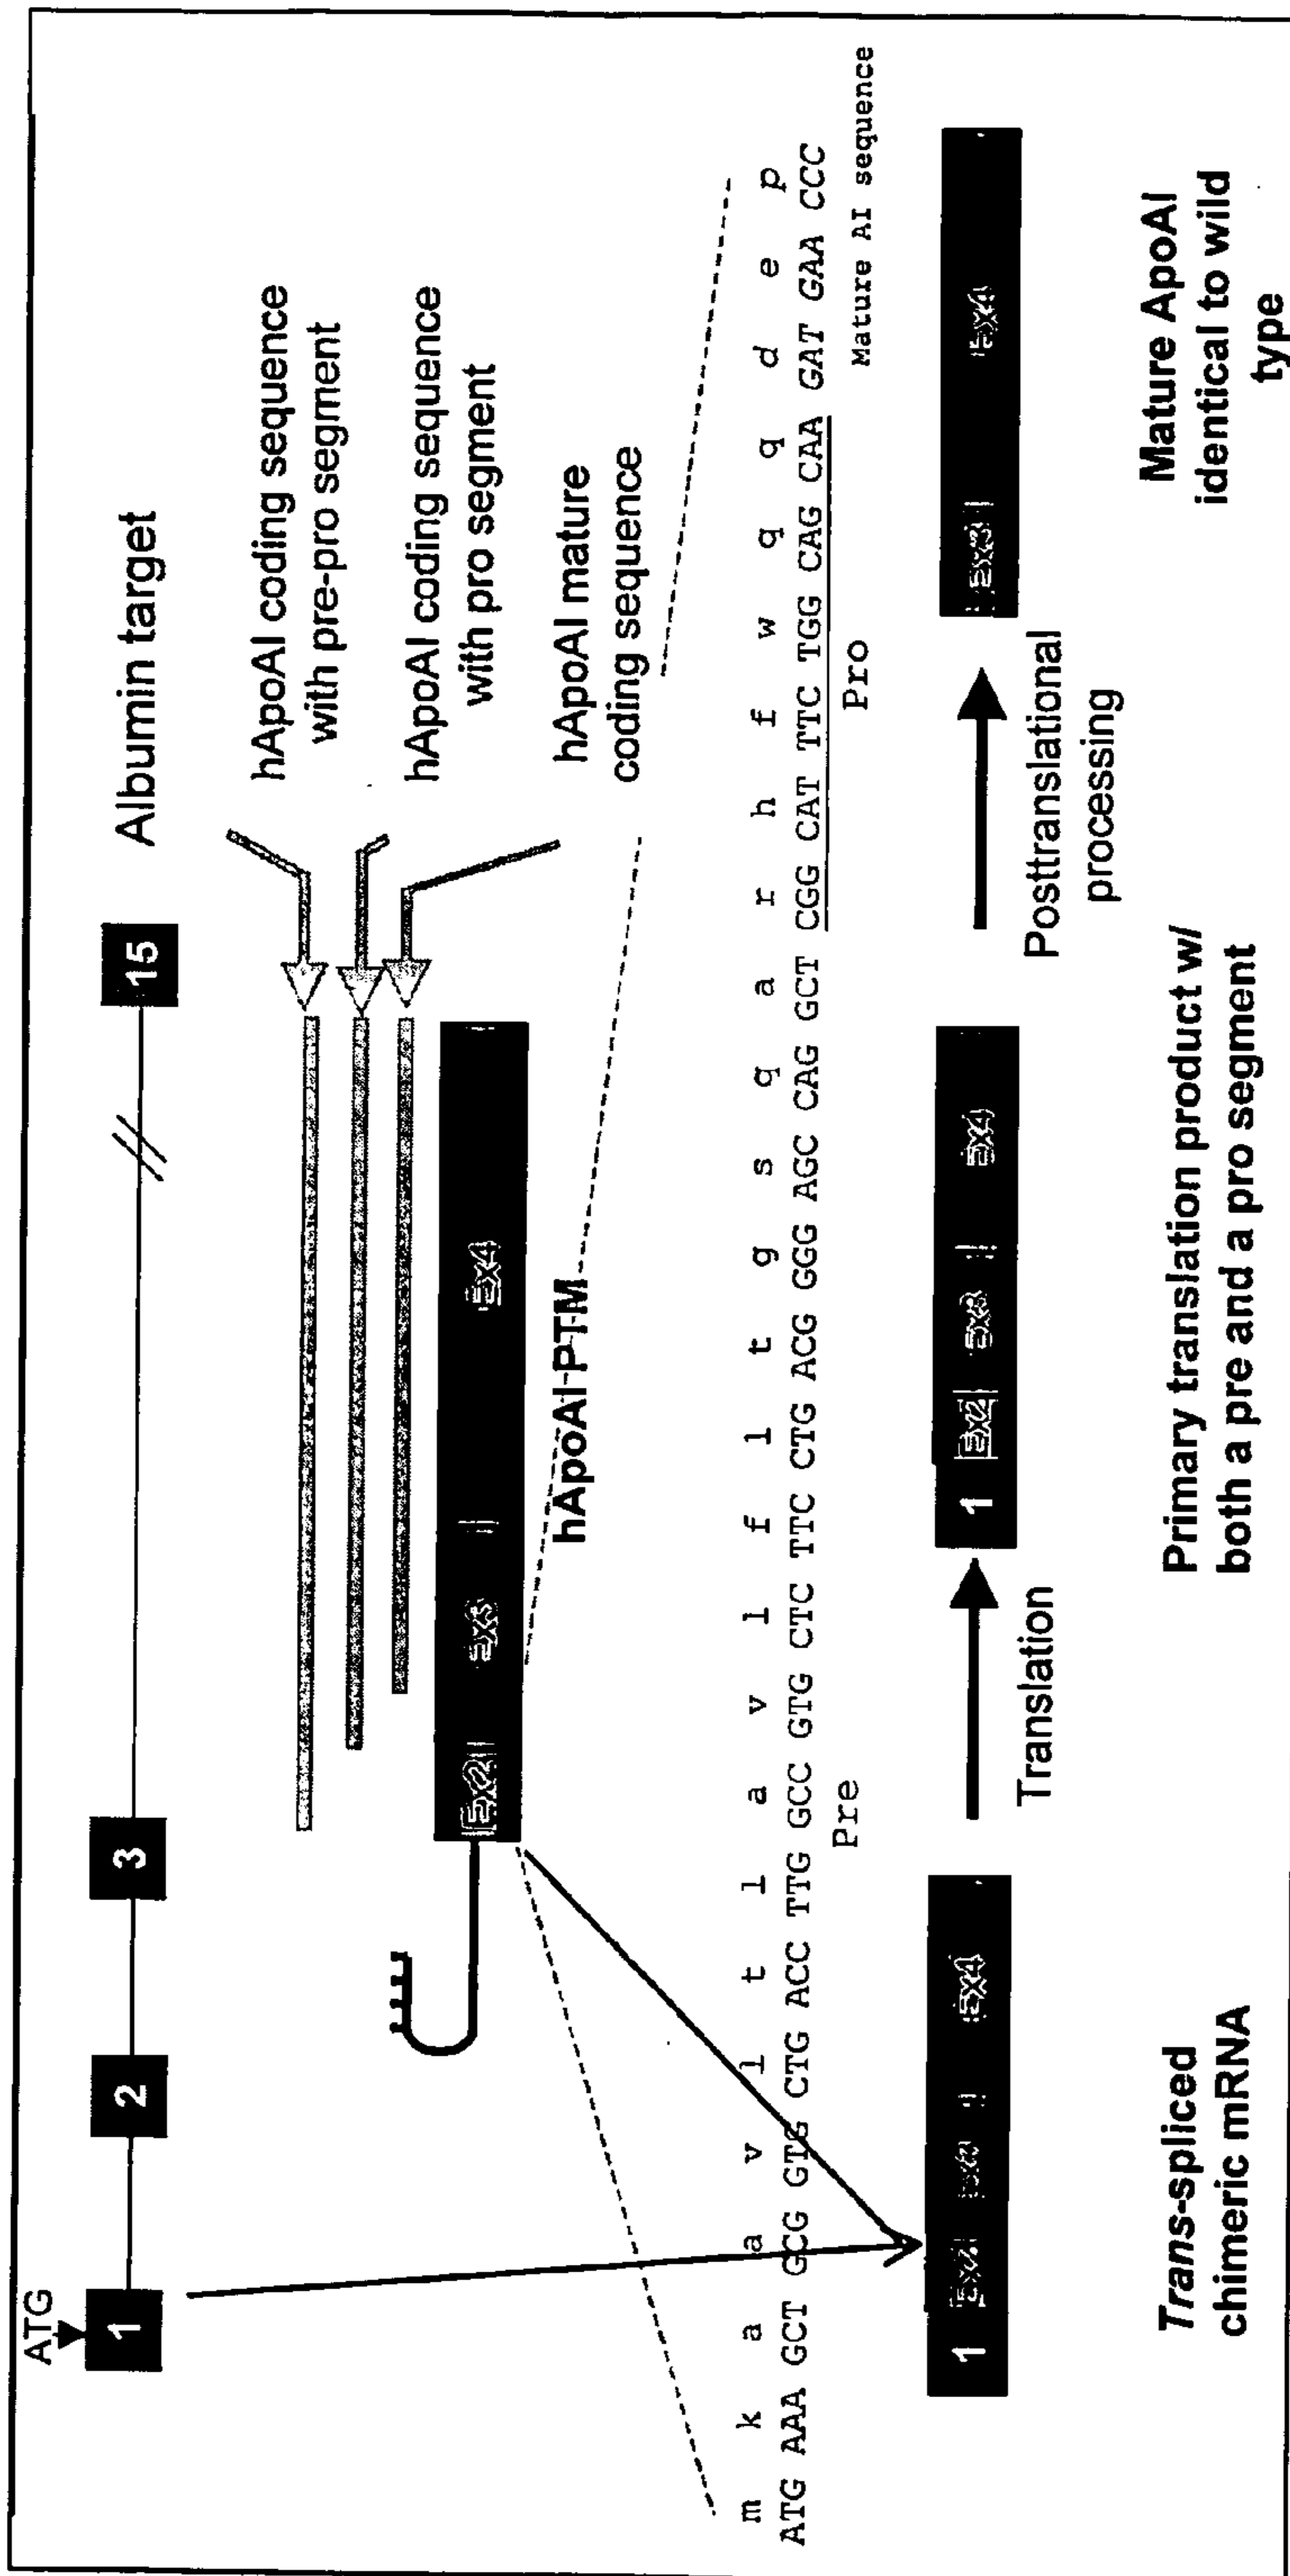 ATG
1
2
3
15
Albumin target
hApoAI coding sequence
with pre-pro segment
hApoAI coding sequence
with pro segment
hApoAI mature
coding sequence
Ex2
Ex3
Ex4
hApoAI-PTM
m k a a v l t l a v l f l t g s q a r h f w q q d e p
ATG AAA GCT GCG GTG CTG ACC TTG GCC GTG CTC TTC CTG ACG GGG AGC CAG GCT CGG CAT TTC TGG CAG CAA GAT GAA CCC
Pre
Pro
Mature AI sequence
1 Ex2 Ex4
Translation
1 Ex2 Ex3 Ex4
Posttranslational
processing
Ex3 Ex4
Trans-spliced
chimeric mRNA
Primary translation product w/
both a pre and a pro segment
Mature ApoAI
identical to wild
type